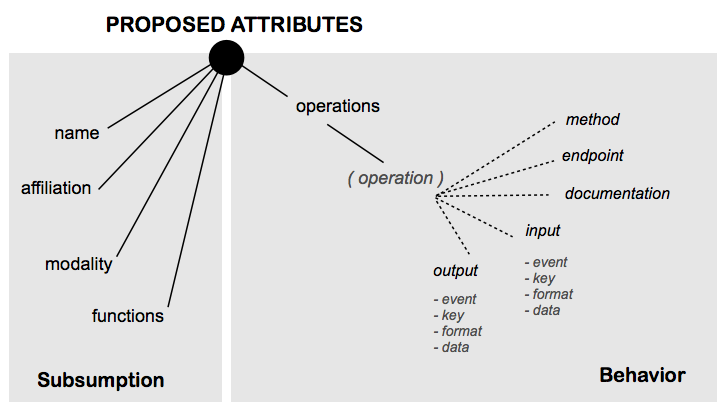 PROPOSED ATTRIBUTES
name
affiliation
modality
functions
Subsumption
operations
( operation )
method
endpoint
documentation
input
- event
- key
- format
- data
output
- event
- key
- format
- data
Behavior